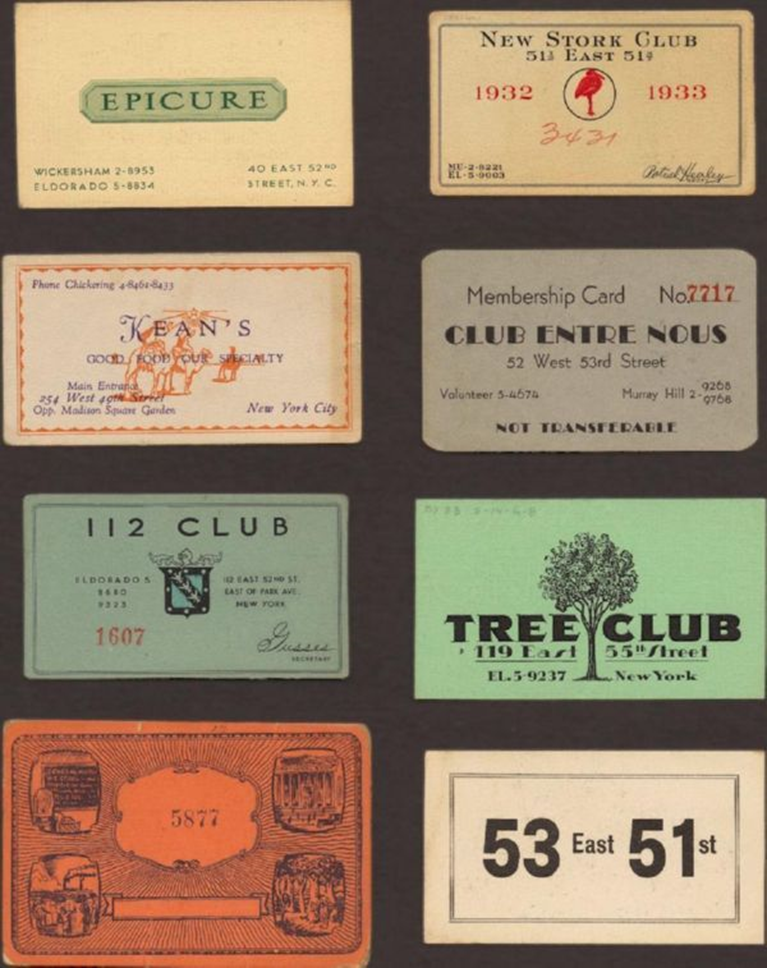 EPICURE
WICKERSHAM 2-8953
ELDORADO 5-8834
40 EAST 52ND
STREET, N. Y. C.
NEW STORK CLUB
51½ EAST 51st
1932 1933
3431
MU-2-8221
EL-5-9003
KEAN'S
Phone Chickering 4-8461-8433
GOOD FOOD OUR SPECIALTY
Main Entrance
254 West 49th Street
Opp. Madison Square Garden
New York City
Membership Card No. 7717
CLUB ENTRE NOUS
52 West 53rd Street
Volunteer 5-4674
Murray Hill 2-9268
9768
NOT TRANSFERABLE
112 CLUB
ELDORADO 5
8680
9323
112 EAST 52ND ST.
EAST OF PARK AVE.
NEW YORK
1607
SECRETARY
TREE CLUB
119 East 55th Street
EL. 5-9237 New York
5877
53 East 51st